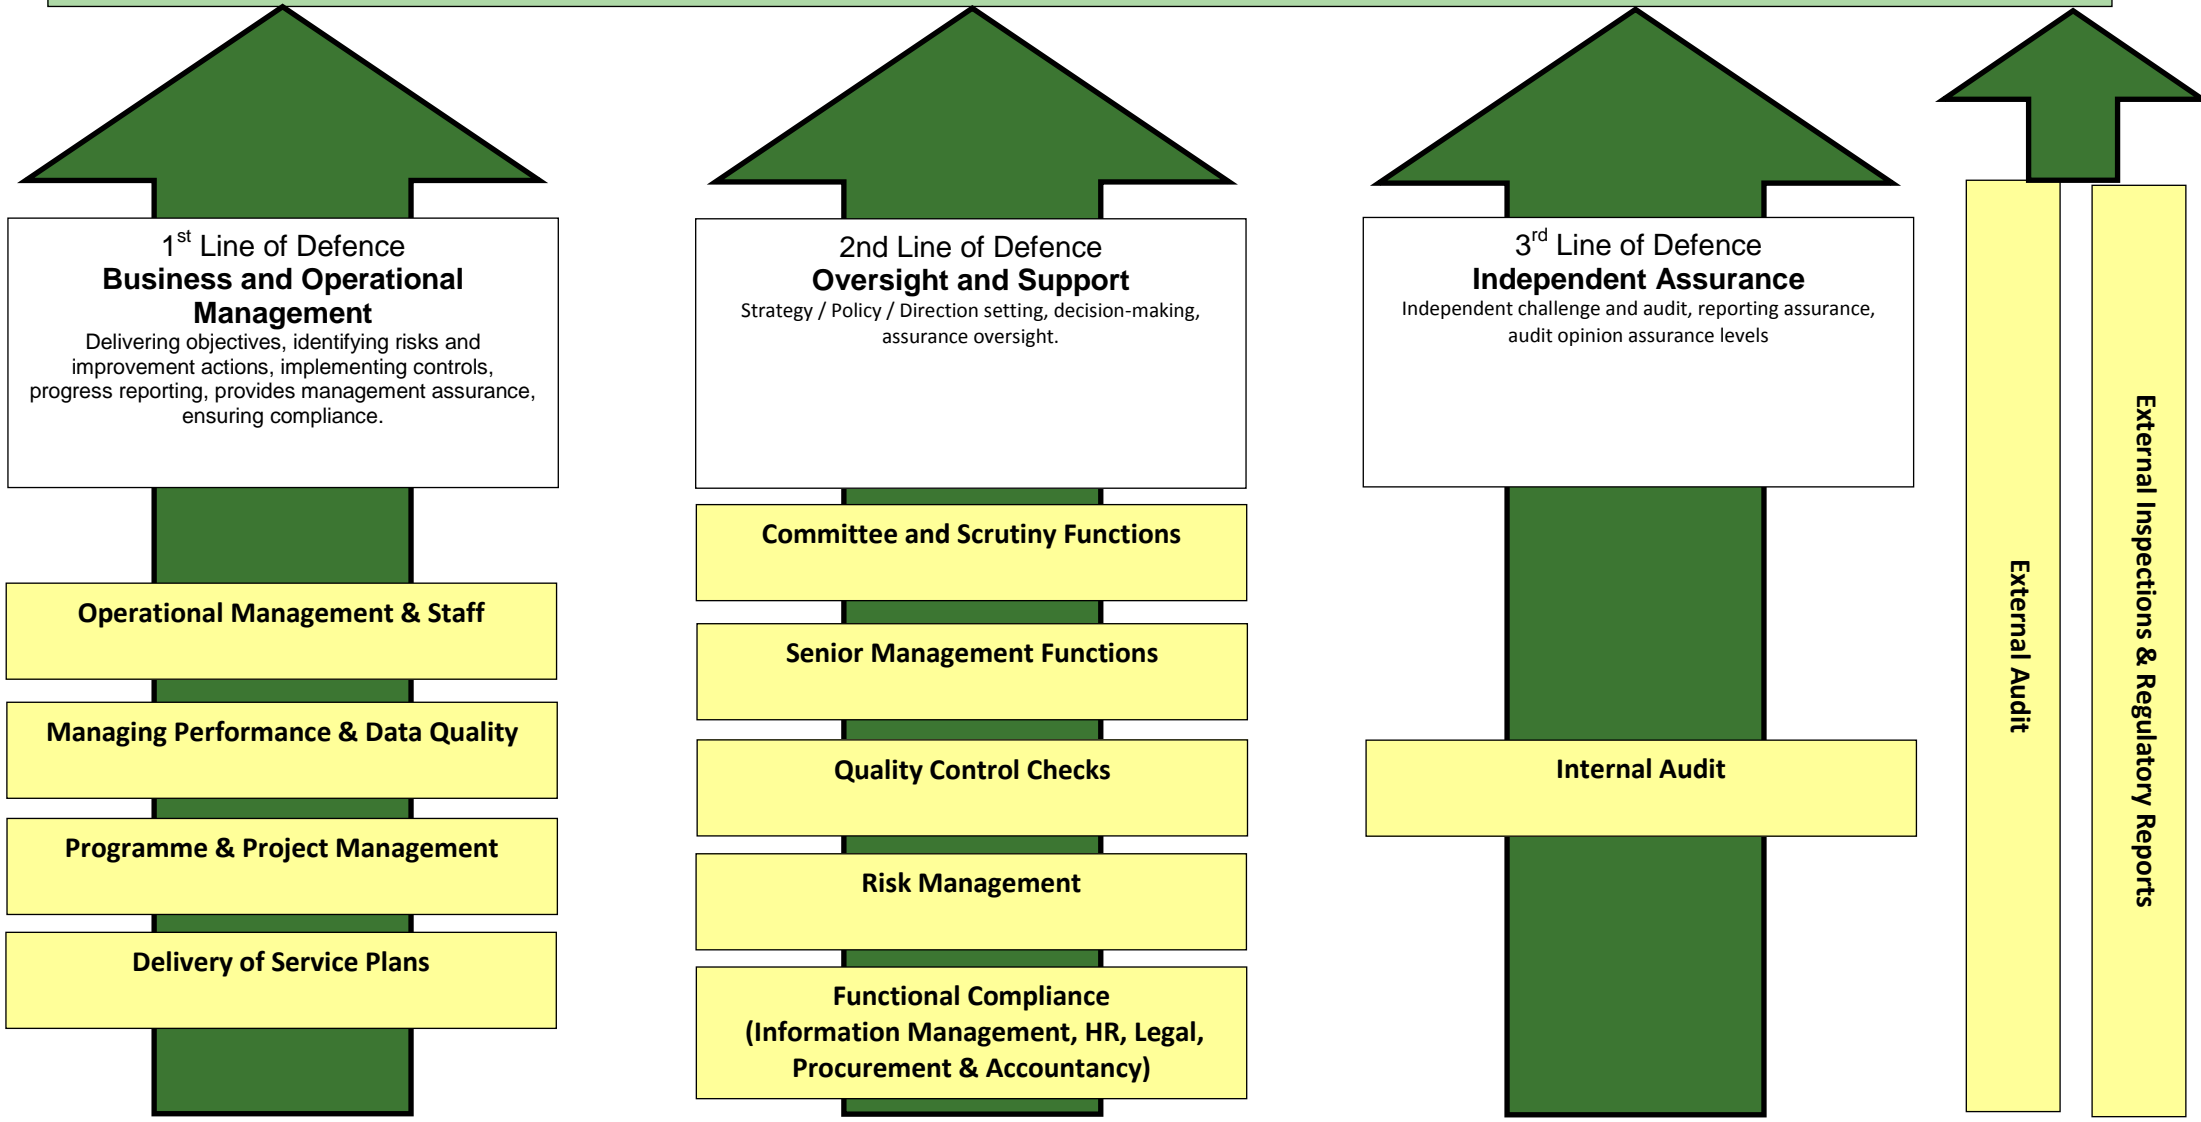 1st Line of Defence
Business and Operational
Management
Delivering objectives, identifying risks and
improvement actions, implementing controls,
progress reporting, provides management assurance,
ensuring compliance.
Operational Management & Staff
Managing Performance & Data Quality
Programme & Project Management
Delivery of Service Plans
2nd Line of Defence
Oversight and Support
Strategy / Policy / Direction setting, decision-making,
assurance oversight.
Committee and Scrutiny Functions
Senior Management Functions
Quality Control Checks
Risk Management
Functional Compliance
(Information Management, HR, Legal,
Procurement & Accountancy)
3rd Line of Defence
Independent Assurance
Independent challenge and audit, reporting assurance,
audit opinion assurance levels
Internal Audit
External Audit
External Inspections & Regulatory Reports